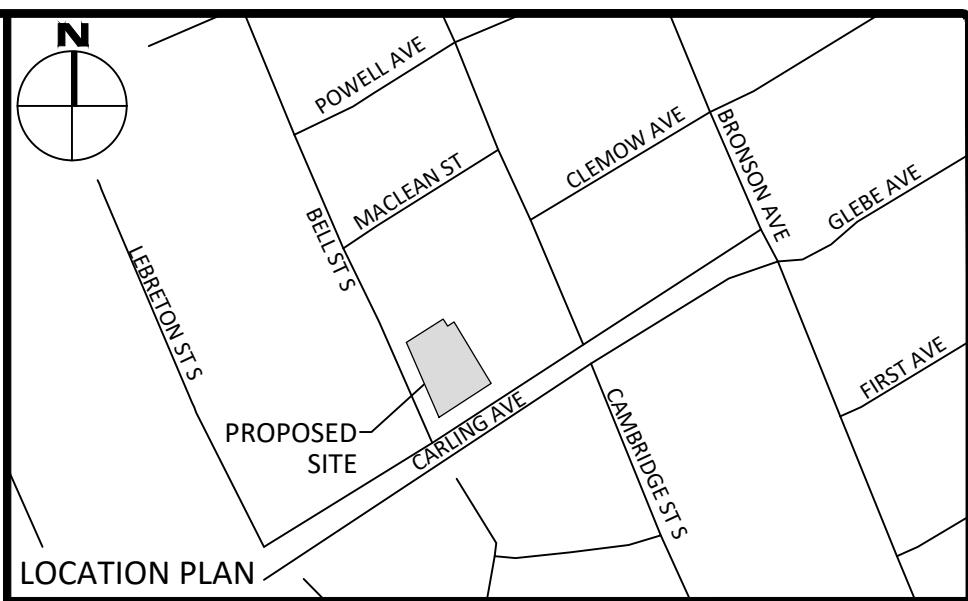 N
POWELL AVE
MACLEAN ST
CLEMOW AVE
BRONSON AVE
GLEBE AVE
BELL ST S
LEBRETON ST S
FIRST AVE
PROPOSED
SITE
CARLING AVE
CAMBRIDGE ST S
LOCATION PLAN